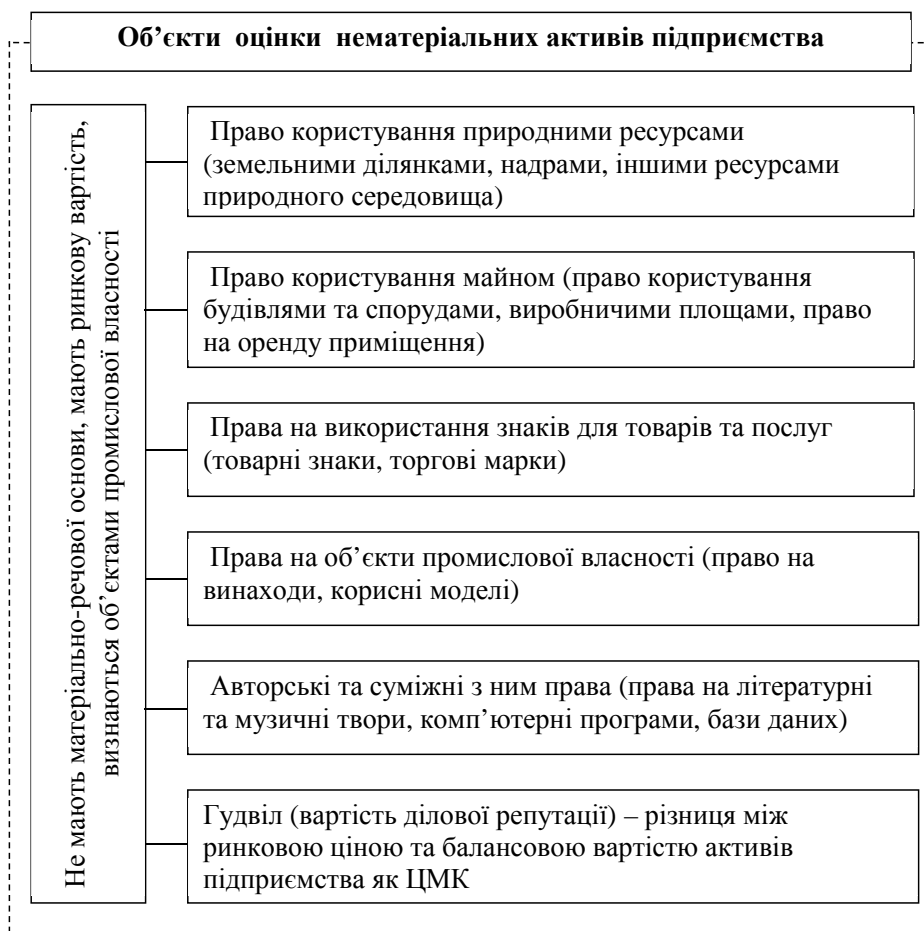 Об’єкти оцінки нематеріальних активів підприємства
Не мають матеріально-речової основи, мають ринкову вартість,
визнаються об’єктами промислової власності
Право користування природними ресурсами
(земельними ділянками, надрами, іншими ресурсами
природного середовища)
Право користування майном (право користування
будівлями та спорудами, виробничими площами, право
на оренду приміщення)
Права на використання знаків для товарів та послуг
(товарні знаки, торгові марки)
Права на об’єкти промислової власності (право на
винаходи, корисні моделі)
Авторські та суміжні з ним права (права на літературні
та музичні твори, комп’ютерні програми, бази даних)
Гудвіл (вартість ділової репутації) – різниця між
ринковою ціною та балансовою вартістю активів
підприємства як ЦМК